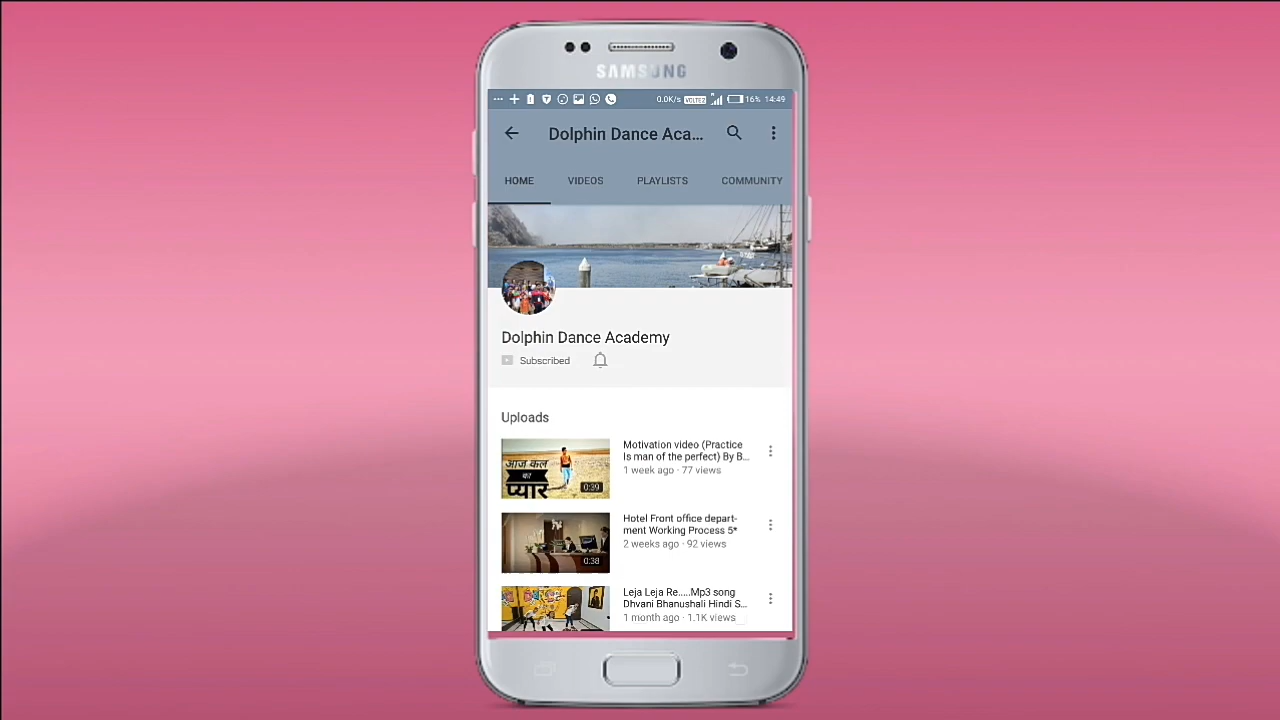 SAMSUNG
0.0K/s VOLTE2 16% 14:49
Dolphin Dance Aca...
HOME VIDEOS PLAYLISTS COMMUNITY
Dolphin Dance Academy
Subscribed
Uploads
आज कल
का
प्यार
0:39
Motivation video (Practice
Is man of the perfect) By B...
1 week ago · 77 views
0:38
Hotel Front office depart-
ment Working Process 5*
2 weeks ago · 92 views
Leja Leja Re.....Mp3 song
Dhvani Bhanushali Hindi S...
1 month ago · 1.1K views